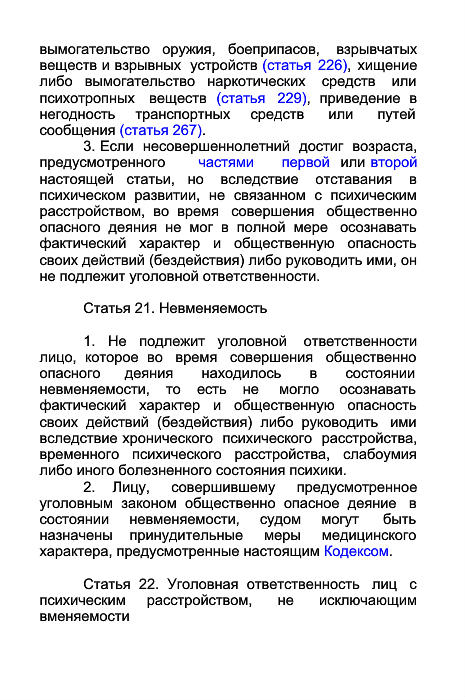 вымогательство оружия, боеприпасов, взрывчатых
веществ и взрывных устройств (статья 226), хищение
либо вымогательство наркотических средств или
психотропных веществ (статья 229), приведение в
негодность транспортных средств или путей
сообщения (статья 267).
3. Если несовершеннолетний достиг возраста,
предусмотренного частями первой или второй
настоящей статьи, но вследствие отставания в
психическом развитии, не связанном с психическим
расстройством, во время совершения общественно
опасного деяния не мог в полной мере осознавать
фактический характер и общественную опасность
своих действий (бездействия) либо руководить ими, он
не подлежит уголовной ответственности.
Статья 21. Невменяемость
1. Не подлежит уголовной ответственности
лицо, которое во время совершения общественно
опасного деяния находилось в состоянии
невменяемости, то есть не могло осознавать
фактический характер и общественную опасность
своих действий (бездействия) либо руководить ими
вследствие хронического психического расстройства,
временного психического расстройства, слабоумия
либо иного болезненного состояния психики.
2. Лицу, совершившему предусмотренное
уголовным законом общественно опасное деяние в
состоянии невменяемости, судом могут быть
назначены принудительные меры медицинского
характера, предусмотренные настоящим Кодексом.
Статья 22. Уголовная ответственность лиц с
психическим расстройством, не исключающим
вменяемости